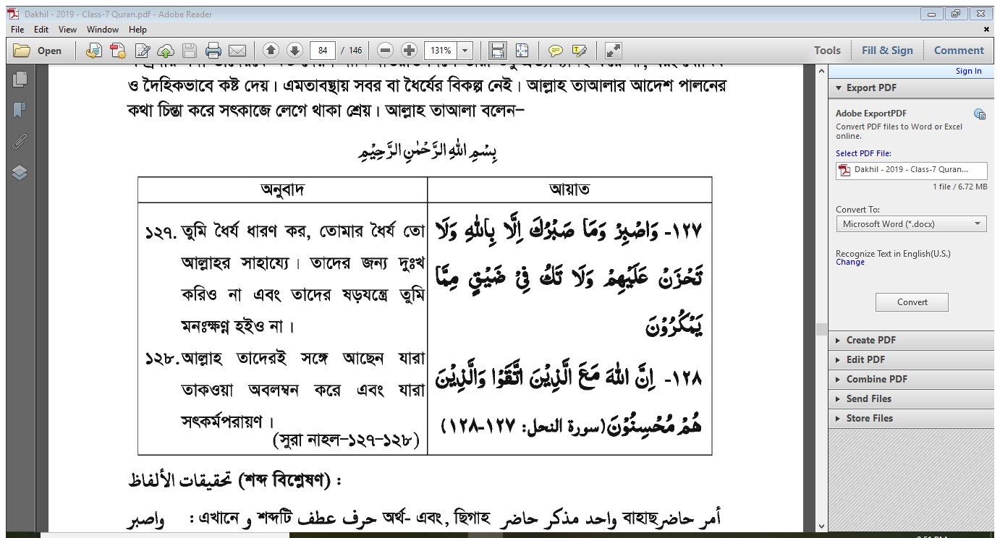 Dakhil - 2019 - Class-7 Quran.pdf - Adobe Reader
File Edit View Window Help
Open 84 / 146 131% Tools Fill & Sign Comment
ও দৈহিকভাবে কষ্ট দেয়। এমতাবস্থায় সবর বা ধৈর্যের বিকল্প নেই। আল্লাহ তাআলার আদেশ পালনের
কথা চিন্তা করে সৎকাজে লেগে থাকা শ্রেয়। আল্লাহ তাআলা বলেন–
بِسْمِ اللهِ الرَّحْمٰنِ الرَّحِيْمِ
অনুবাদ
১২৭. তুমি ধৈর্য ধারণ কর, তোমার ধৈর্য তো
আল্লাহর সাহায্যে। তাদের জন্য দুঃখ
করিও না এবং তাদের ষড়যন্ত্রে তুমি
মনঃক্ষুণ্ন হইও না।
১২৮. আল্লাহ তাদেরই সঙ্গে আছেন যারা
তাকওয়া অবলম্বন করে এবং যারা
সৎকর্মপরায়ণ।
(সুরা নাহল–১২৭–১২৮)
আয়াত
١٢٧- وَاصْبِرْ وَمَا صَبْرُكَ اِلَّا بِاللهِ وَلَا
تَحْزَنْ عَلَيْهِمْ وَلَا تَكُ فِيْ ضَيْقٍ مِمَّا
يَمْكُرُوْنَ
١٢٨- اِنَّ اللهَ مَعَ الَّذِيْنَ اتَّقَوْا وَالَّذِيْنَ
هُمْ مُحْسِنُوْنَ(سورة النحل: ١٢٧-١٢٨)
تحقيقات الألفاظ (শব্দ বিশ্লেষণ) :
واصبر : এখানে و শব্দটি حرف عطف অর্থ- এবং, ছিগাহ واحد مذكر حاضر বাহাছ أمر حاضر
Sign In
Export PDF
Adobe ExportPDF
Convert PDF files to Word or Excel
online.
Select PDF File:
Dakhil - 2019 - Class-7 Quran...
1 file / 6.72 MB
Convert To:
Microsoft Word (*.docx)
Recognize Text in English(U.S.)
Change
Convert
Create PDF
Edit PDF
Combine PDF
Send Files
Store Files